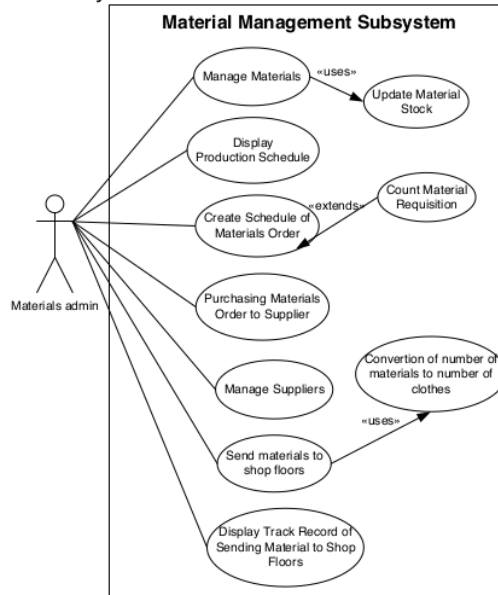 Material Management Subsystem
Manage Materials
«uses»
Update Material
Stock
Display
Production Schedule
Count Material
Requisition
«extends»
Create Schedule of
Materials Order
Materials admin
Purchasing Materials
Order to Supplier
Convertion of number of
materials to number of
clothes
Manage Suppliers
«uses»
Send materials to
shop floors
Display Track Record of
Sending Material to Shop
Floors